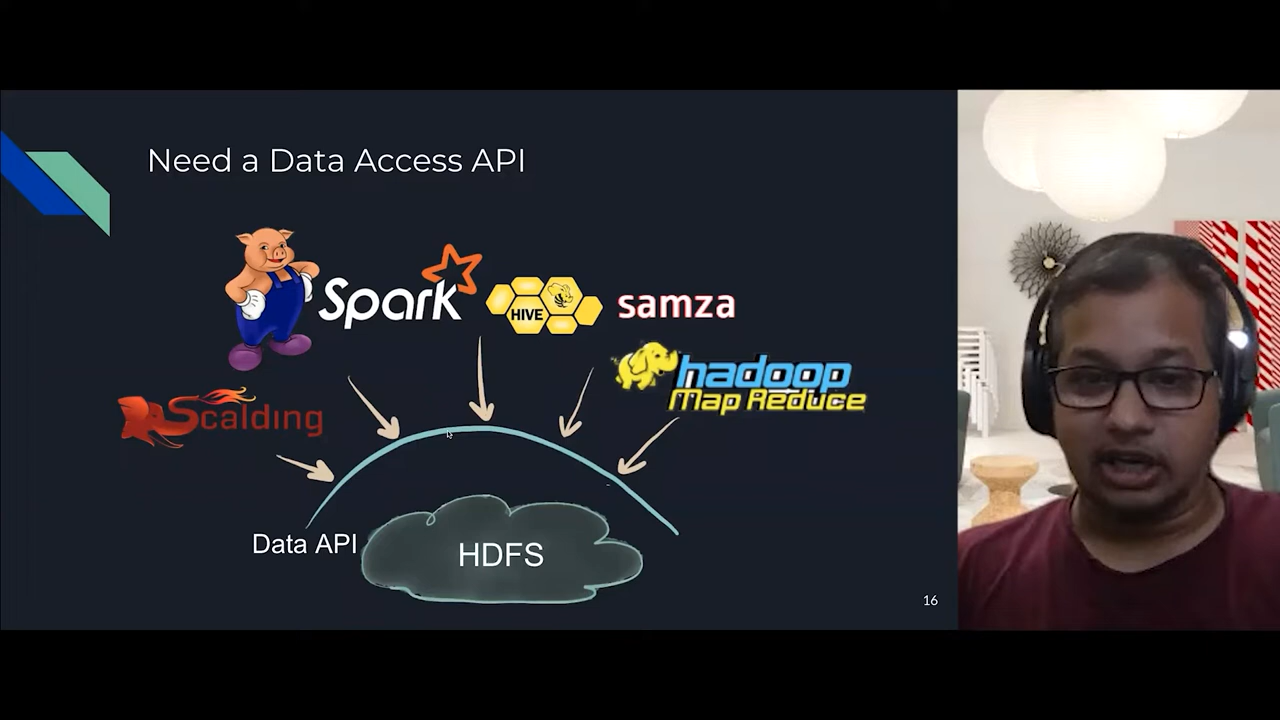 Need a Data Access API
Spark
HIVE
samza
hadoop
Map Reduce
Scalding
Data API
HDFS
16